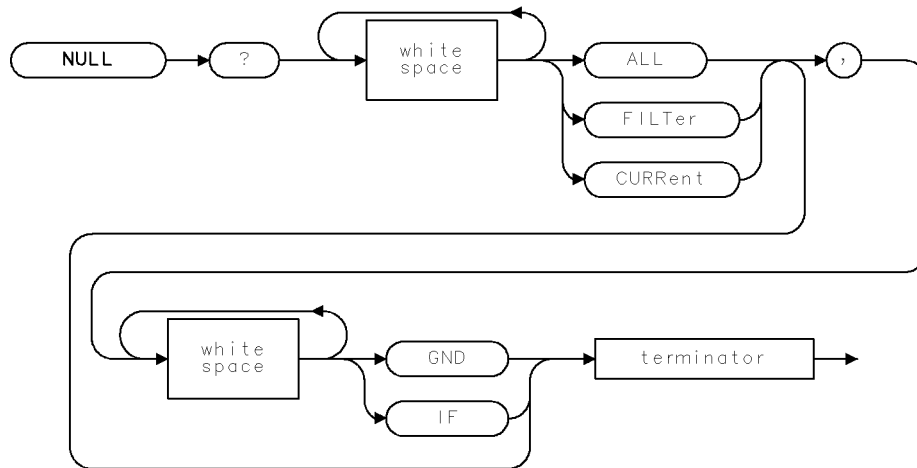 NULL
?
white
space
ALL
,
FILTer
CURRent
white
space
GND
terminator
IF